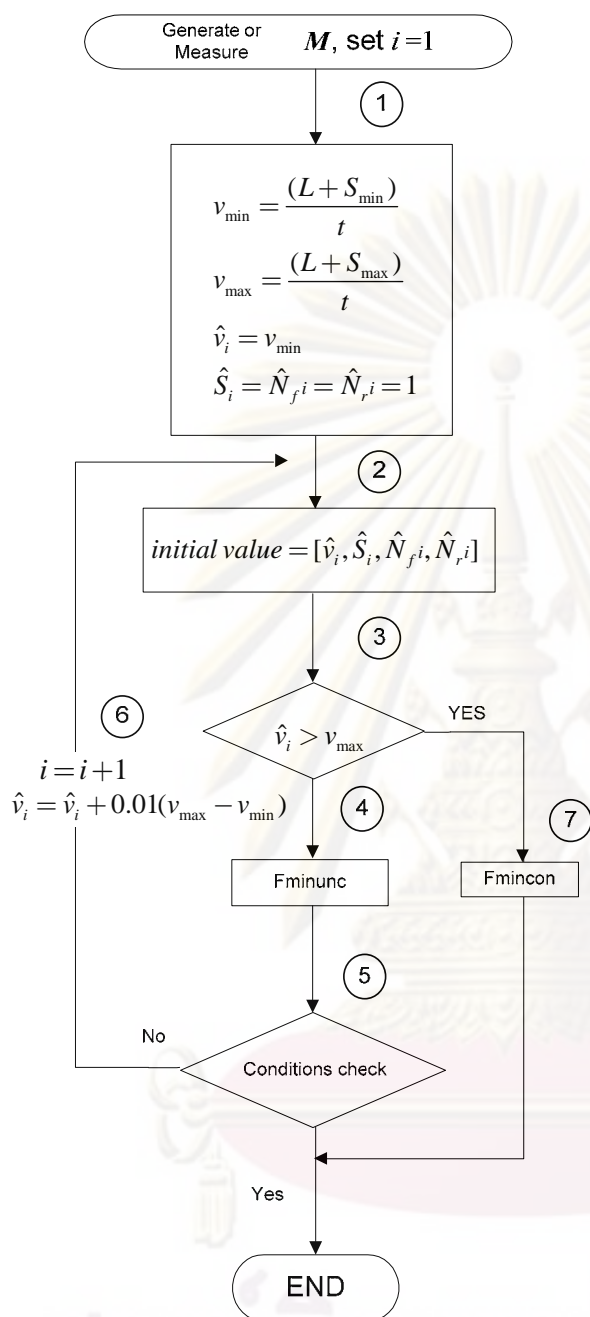 Generate or
Measure M, set i=1
1
v_min = (L + S_min) / t
v_max = (L + S_max) / t
v̂_i = v_min
Ŝ_i = N̂_f^i = N̂_r^i = 1
2
initial value = [v̂_i, Ŝ_i, N̂_f^i, N̂_r^i]
3
v̂_i > v_max
YES
6
i = i+1
v̂_i = v̂_i + 0.01(v_max − v_min)
4
7
Fminunc
Fmincon
5
No
Conditions check
Yes
END